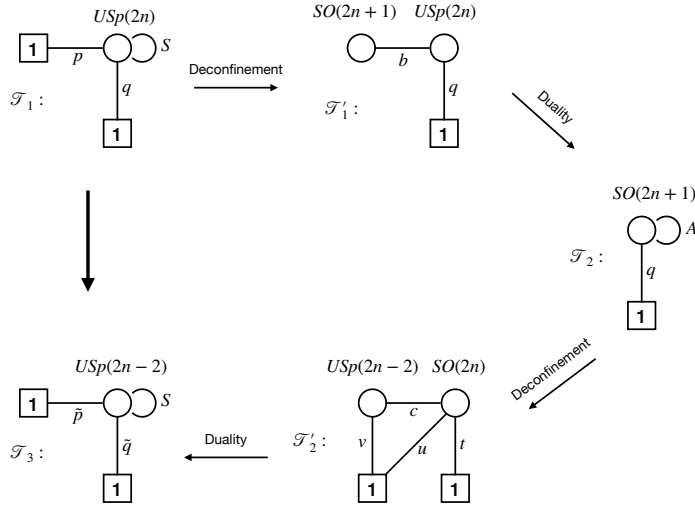 USp(2n)
SO(2n + 1) USp(2n)
1 p S
Deconfinement
b
q
q
𝒯₁ :
𝒯′₁ :
1
1
Duality
SO(2n + 1)
A
𝒯₂ :
q
1
Deconfinement
USp(2n − 2)
USp(2n − 2) SO(2n)
1 p̃ S
c
q̃
v u t
𝒯₃ :
Duality
𝒯′₂ :
1
1 1